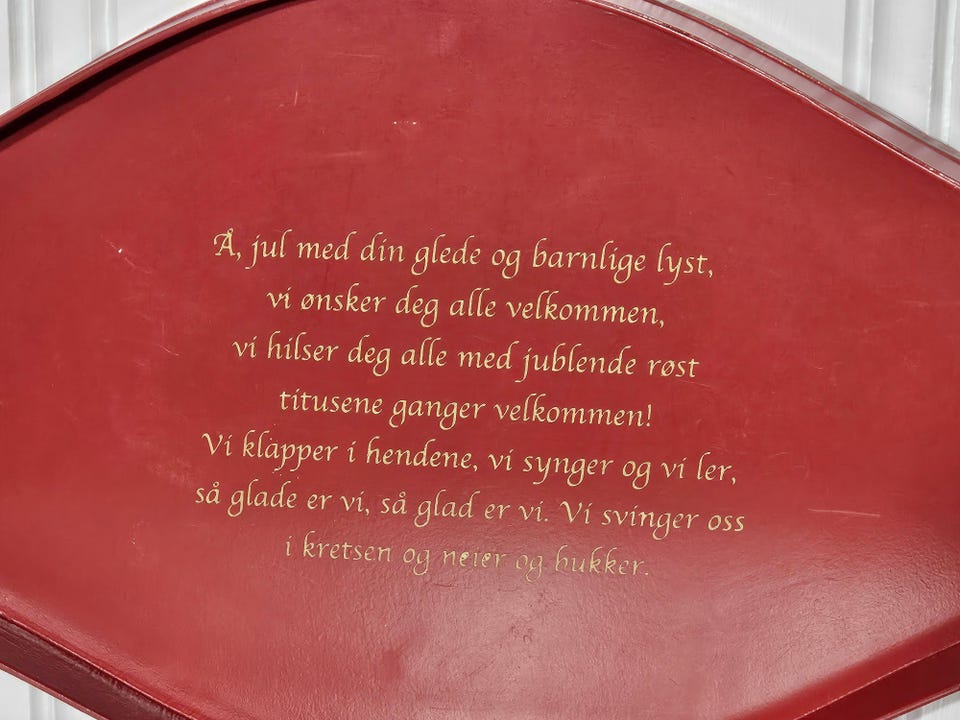 Å, jul med din glede og barnlige lyst,
vi ønsker deg alle velkommen,
vi hilser deg alle med jublende røst
titusene ganger velkommen!
Vi klapper i hendene, vi synger og vi ler,
så glade er vi, så glad er vi. Vi svinger oss
i kretsen og neier og bukker.